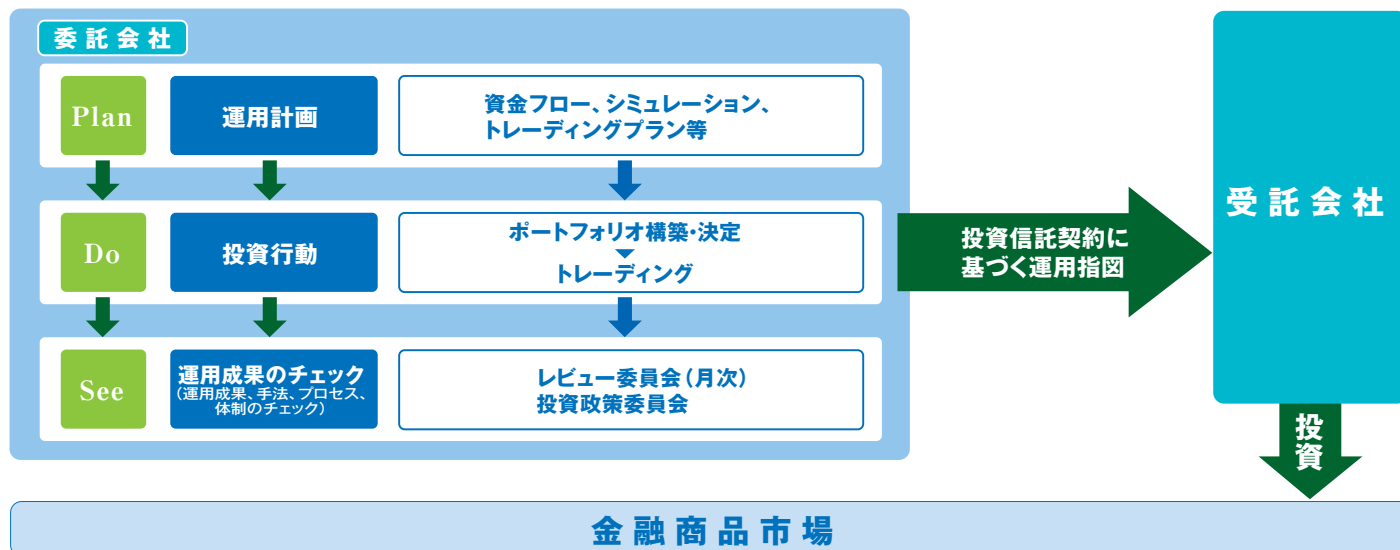 委託会社
Plan
運用計画
資金フロー、シミュレーション、
トレーディングプラン等
Do
投資行動
ポートフォリオ構築・決定
トレーディング
See
運用成果のチェック
（運用成果、手法、プロセス、
体制のチェック）
レビュー委員会（月次）
投資政策委員会
投資信託契約に
基づく運用指図
受託会社
投資
金融商品市場